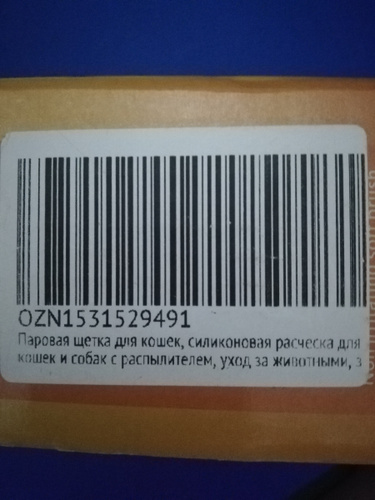 OZN1531529491
Паровая щетка для кошек, силиконовая расческа для
кошек и собак с распылителем, уход за животными, з